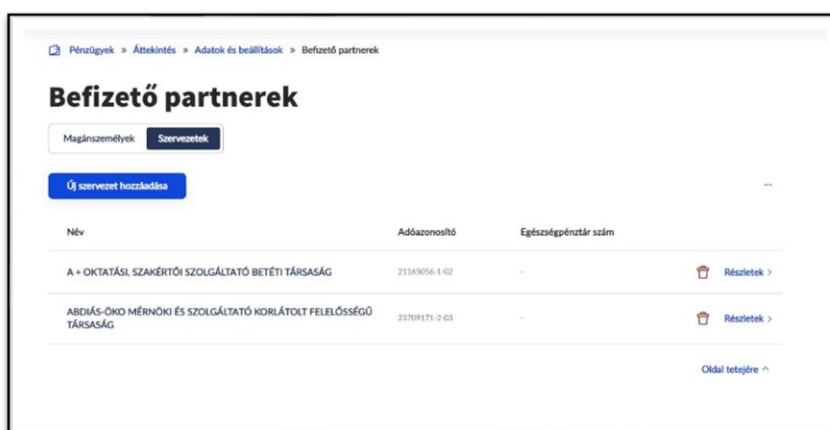 Pénzügyek » Áttekintés » Adatok és beállítások » Befizető partnerek
Befizető partnerek
Magánszemélyek Szervezetek
Új szervezet hozzáadása ...
Név Adóazonosító Egészségpénztár szám
A + OKTATÁSI, SZAKÉRTŐI SZOLGÁLTATÓ BETÉTI TÁRSASÁG 21165056-1-02 - Részletek >
ABDIÁS-ÖKO MÉRNÖKI ÉS SZOLGÁLTATÓ KORLÁTOLT FELELŐSSÉGŰ
TÁRSASÁG 23709171-2-03 - Részletek >
Oldal tetejére ^